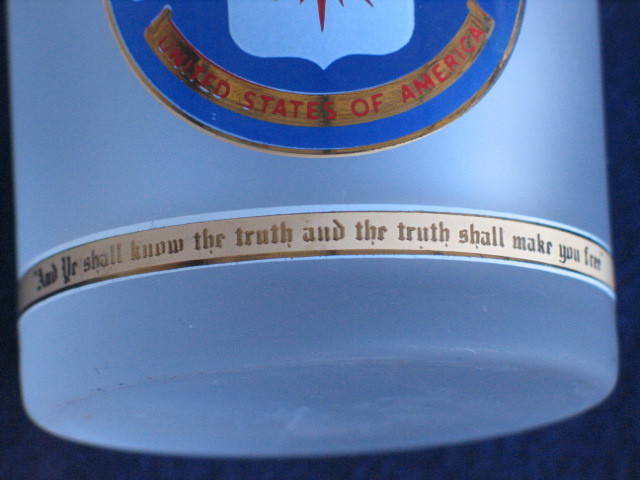 UNITED STATES OF AMERICA
"And Ye shall know the truth and the truth shall make you free"